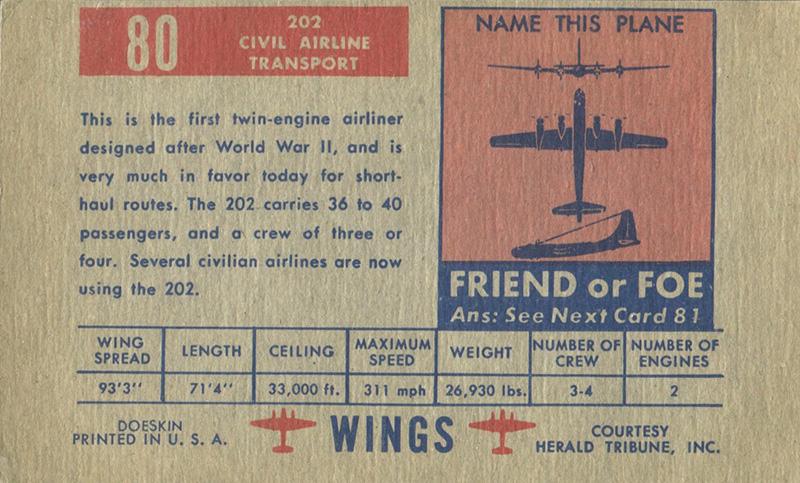 80
202
CIVIL AIRLINE
TRANSPORT
This is the first twin-engine airliner
designed after World War II, and is
very much in favor today for short-
haul routes. The 202 carries 36 to 40
passengers, and a crew of three or
four. Several civilian airlines are now
using the 202.
NAME THIS PLANE
FRIEND or FOE
Ans: See Next Card 81
WING SPREAD LENGTH CEILING MAXIMUM SPEED WEIGHT NUMBER OF CREW NUMBER OF ENGINES
93'3" 71'4" 33,000 ft. 311 mph 26,930 lbs. 3-4 2
DOESKIN
PRINTED IN U. S. A.
WINGS
COURTESY
HERALD TRIBUNE, INC.